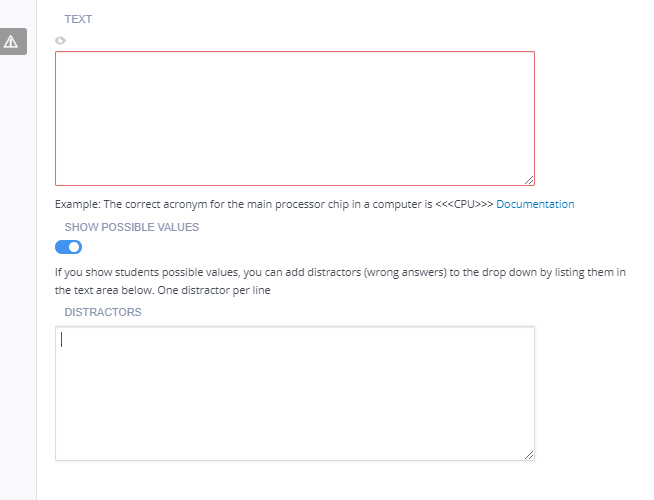 TEXT
Example: The correct acronym for the main processor chip in a computer is <<<CPU>>> Documentation
SHOW POSSIBLE VALUES
If you show students possible values, you can add distractors (wrong answers) to the drop down by listing them in
the text area below. One distractor per line
DISTRACTORS